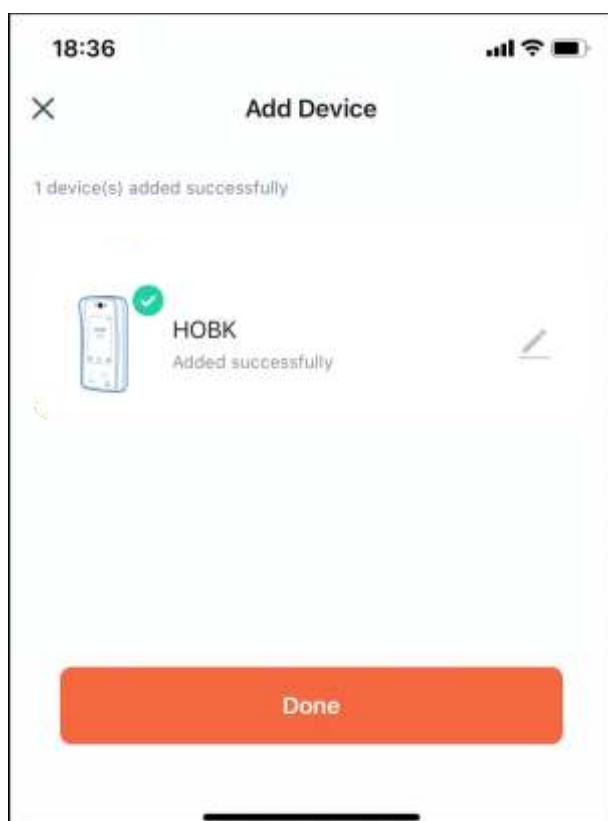 18:36
Add Device
1 device(s) added successfully
HOBK
Added successfully
Done